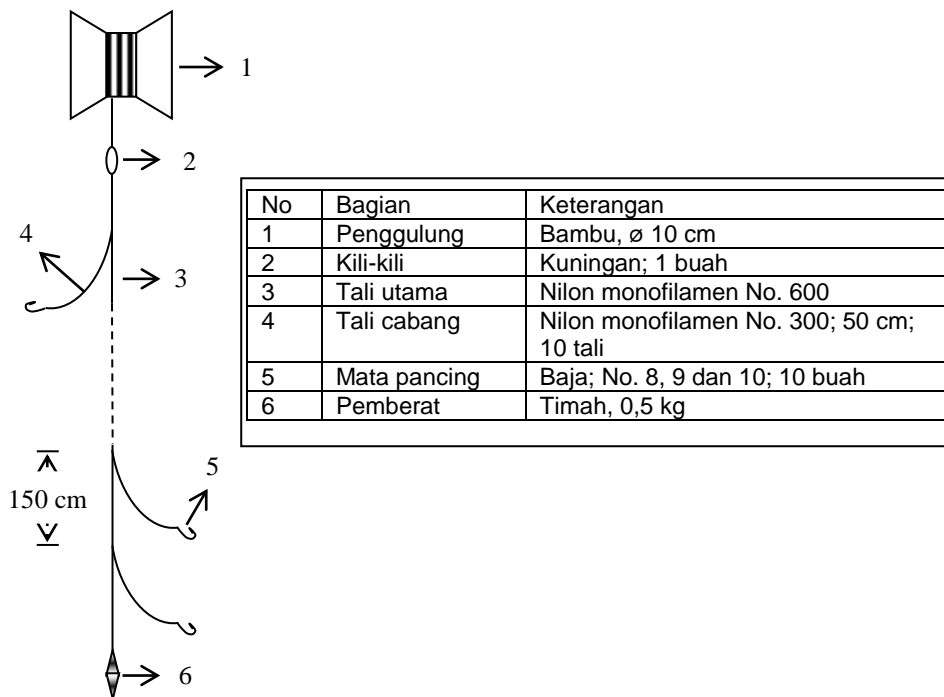 1
2
4
3
No Bagian Keterangan
1 Penggulung Bambu, ø 10 cm
2 Kili-kili Kuningan; 1 buah
3 Tali utama Nilon monofilamen No. 600
4 Tali cabang Nilon monofilamen No. 300; 50 cm;
10 tali
5 Mata pancing Baja; No. 8, 9 dan 10; 10 buah
6 Pemberat Timah, 0,5 kg
5
150 cm
6